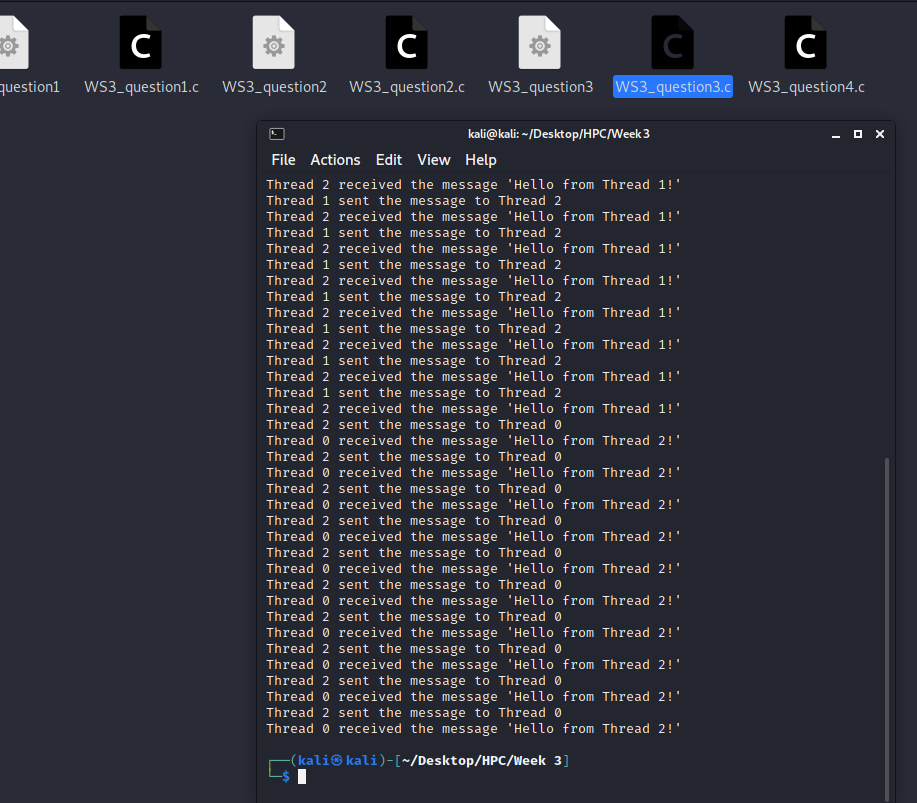 question1
WS3_question1.c
WS3_question2
WS3_question2.c
WS3_question3
WS3_question3.c
WS3_question4.c
kali@kali: ~/Desktop/HPC/Week 3
File Actions Edit View Help
Thread 2 received the message 'Hello from Thread 1!'
Thread 1 sent the message to Thread 2
Thread 2 received the message 'Hello from Thread 1!'
Thread 1 sent the message to Thread 2
Thread 2 received the message 'Hello from Thread 1!'
Thread 1 sent the message to Thread 2
Thread 2 received the message 'Hello from Thread 1!'
Thread 1 sent the message to Thread 2
Thread 2 received the message 'Hello from Thread 1!'
Thread 1 sent the message to Thread 2
Thread 2 received the message 'Hello from Thread 1!'
Thread 1 sent the message to Thread 2
Thread 2 received the message 'Hello from Thread 1!'
Thread 1 sent the message to Thread 2
Thread 2 received the message 'Hello from Thread 1!'
Thread 2 sent the message to Thread 0
Thread 0 received the message 'Hello from Thread 2!'
Thread 2 sent the message to Thread 0
Thread 0 received the message 'Hello from Thread 2!'
Thread 2 sent the message to Thread 0
Thread 0 received the message 'Hello from Thread 2!'
Thread 2 sent the message to Thread 0
Thread 0 received the message 'Hello from Thread 2!'
Thread 2 sent the message to Thread 0
Thread 0 received the message 'Hello from Thread 2!'
Thread 2 sent the message to Thread 0
Thread 0 received the message 'Hello from Thread 2!'
Thread 2 sent the message to Thread 0
Thread 0 received the message 'Hello from Thread 2!'
Thread 2 sent the message to Thread 0
Thread 0 received the message 'Hello from Thread 2!'
Thread 2 sent the message to Thread 0
Thread 0 received the message 'Hello from Thread 2!'
Thread 2 sent the message to Thread 0
Thread 0 received the message 'Hello from Thread 2!'
┌──(kali㉿kali)-[~/Desktop/HPC/Week 3]
└─$